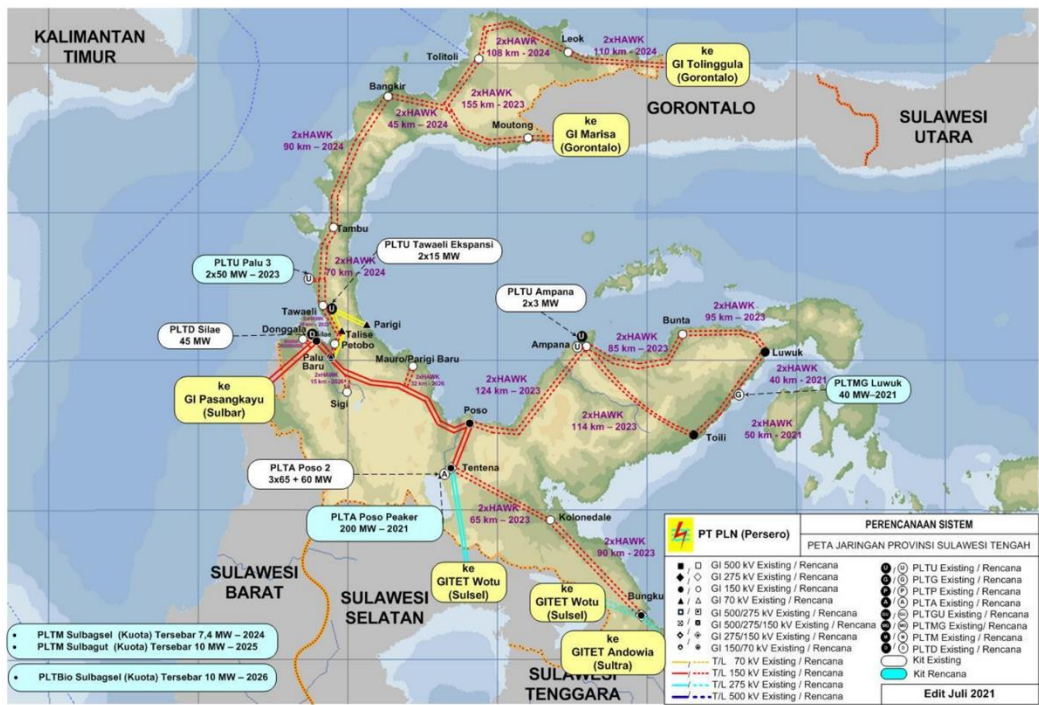 KALIMANTAN
TIMUR
2xHAWK
108 km - 2024
Leok
2xHAWK
110 km - 2024
Tolitoli
ke
GI Tolinggula
(Gorontalo)
Bangkir
2xHAWK
155 km - 2023
GORONTALO
SULAWESI
UTARA
2xHAWK
45 km - 2024
Moutong
ke
GI Marisa
(Gorontalo)
2xHAWK
90 km – 2024
Tambu
PLTU Tawaeli Ekspansi
2x15 MW
PLTU Palu 3
2x50 MW – 2023
U
2xHAWK
70 km – 2024
PLTU Ampana
2x3 MW
Tawaeli
U
Parigi
PLTD Silae
45 MW
Donggala
D
Silae
Talise
Petobo
Palu
Baru
Mauro/Parigi Baru
2xHAWK
15 km - 2026
2xHAWK
32 km - 2026
Sigi
ke
GI Pasangkayu
(Sulbar)
U
Ampana
U
Bunta
2xHAWK
95 km – 2023
2xHAWK
85 km – 2023
Luwuk
2xHAWK
40 km - 2021
PLTMG Luwuk
40 MW–2021
G
2xHAWK
124 km – 2023
2xHAWK
114 km – 2023
2xHAWK
50 km - 2021
Toili
Poso
PLTA Poso 2
3x65 + 60 MW
A
Tentena
PLTA Poso Peaker
200 MW – 2021
2xHAWK
65 km – 2023
Kolonedale
2xHAWK
90 km - 2023
ke
GITET Wotu
(Sulsel)
ke
GITET Wotu
(Sulsel)
Bungku
ke
GITET Andowia
(Sultra)
SULAWESI
BARAT
SULAWESI
SELATAN
SULAWESI
TENGGARA
PLTM Sulbagsel (Kuota) Tersebar 7,4 MW – 2024
PLTM Sulbagut (Kuota) Tersebar 10 MW – 2025
PLTBio Sulbagsel (Kuota) Tersebar 10 MW – 2026
PT PLN (Persero)
PERENCANAAN SISTEM
PETA JARINGAN PROVINSI SULAWESI TENGAH
GI 500 kV Existing / Rencana
GI 275 kV Existing / Rencana
GI 150 kV Existing / Rencana
GI 70 kV Existing / Rencana
GI 500/275 kV Existing / Rencana
GI 500/275/150 kV Existing / Rencana
GI 275/150 kV Existing / Rencana
GI 150/70 kV Existing / Rencana
T/L 70 kV Existing / Rencana
T/L 150 kV Existing / Rencana
T/L 275 kV Existing / Rencana
T/L 500 kV Existing / Rencana
U / U PLTU Existing / Rencana
G / G PLTG Existing / Rencana
P / P PLTP Existing / Rencana
A / A PLTA Existing / Rencana
PLTGU Existing / Rencana
PLTMG Existing / Rencana
PLTM Existing / Rencana
PLTD Existing / Rencana
Kit Existing
Kit Rencana
Edit Juli 2021